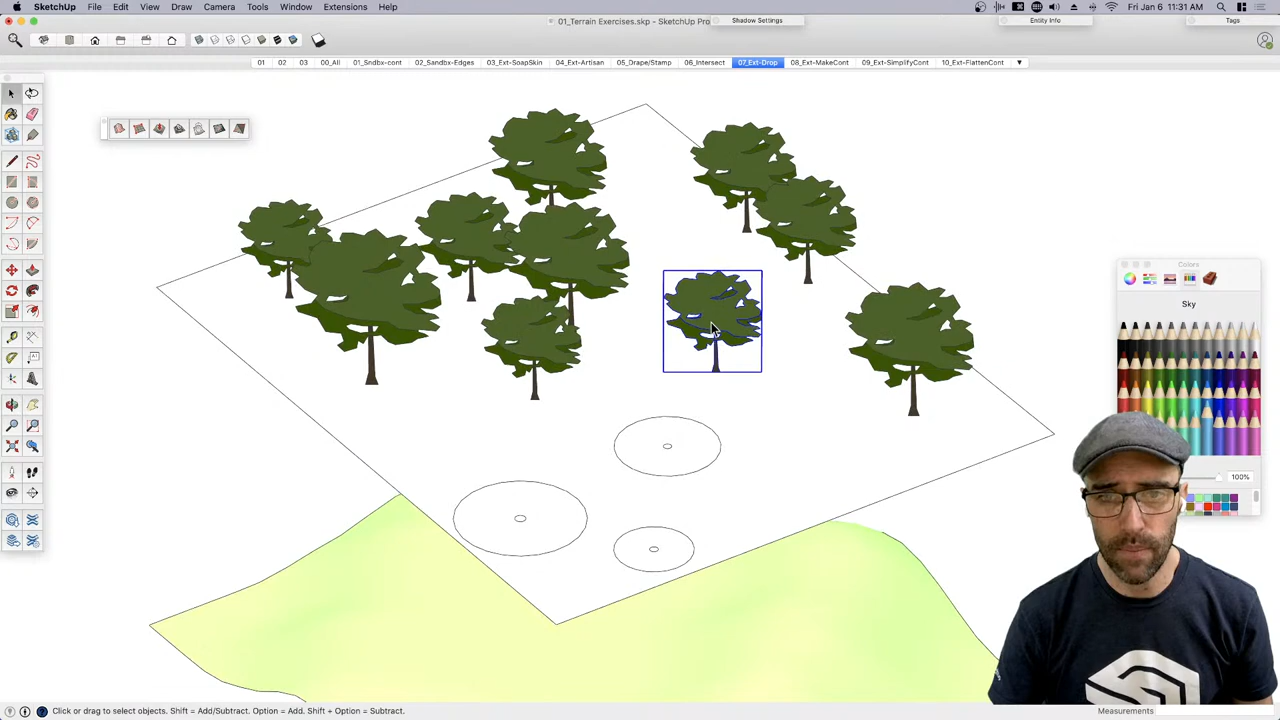 SketchUp File Edit View Draw Camera Tools Window Extensions Help
Fri Jan 6 11:31 AM
01_Terrain Exercises.skp - SketchUp Pro
Shadow Settings
Entity Info
Tags
01 02 03 00_All 01_Sndbx-cont 02_Sandbx-Edges 03_Ext-SoapSkin 04_Ext-Artisan 05_Drape/Stamp 06_Intersect 07_Ext-Drop 08_Ext-MakeCont 09_Ext-SimplifyCont 10_Ext-FlattenCont
Colors
Sky
100%
Click or drag to select objects. Shift = Add/Subtract. Option = Add. Shift + Option = Subtract.
Measurements